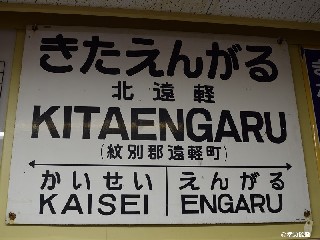 きたえんがる
北遠軽
KITAENGARU
(紋別郡遠軽町)
かいせい えんがる
KAISEI ENGARU